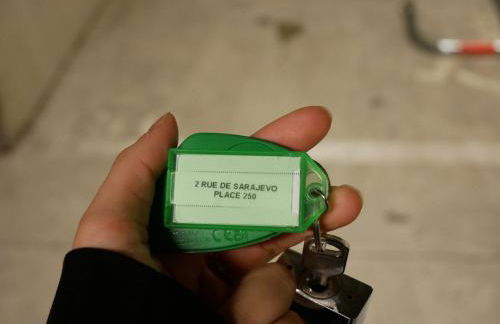 2 RUE DE SARAJEVO
PLACE 250